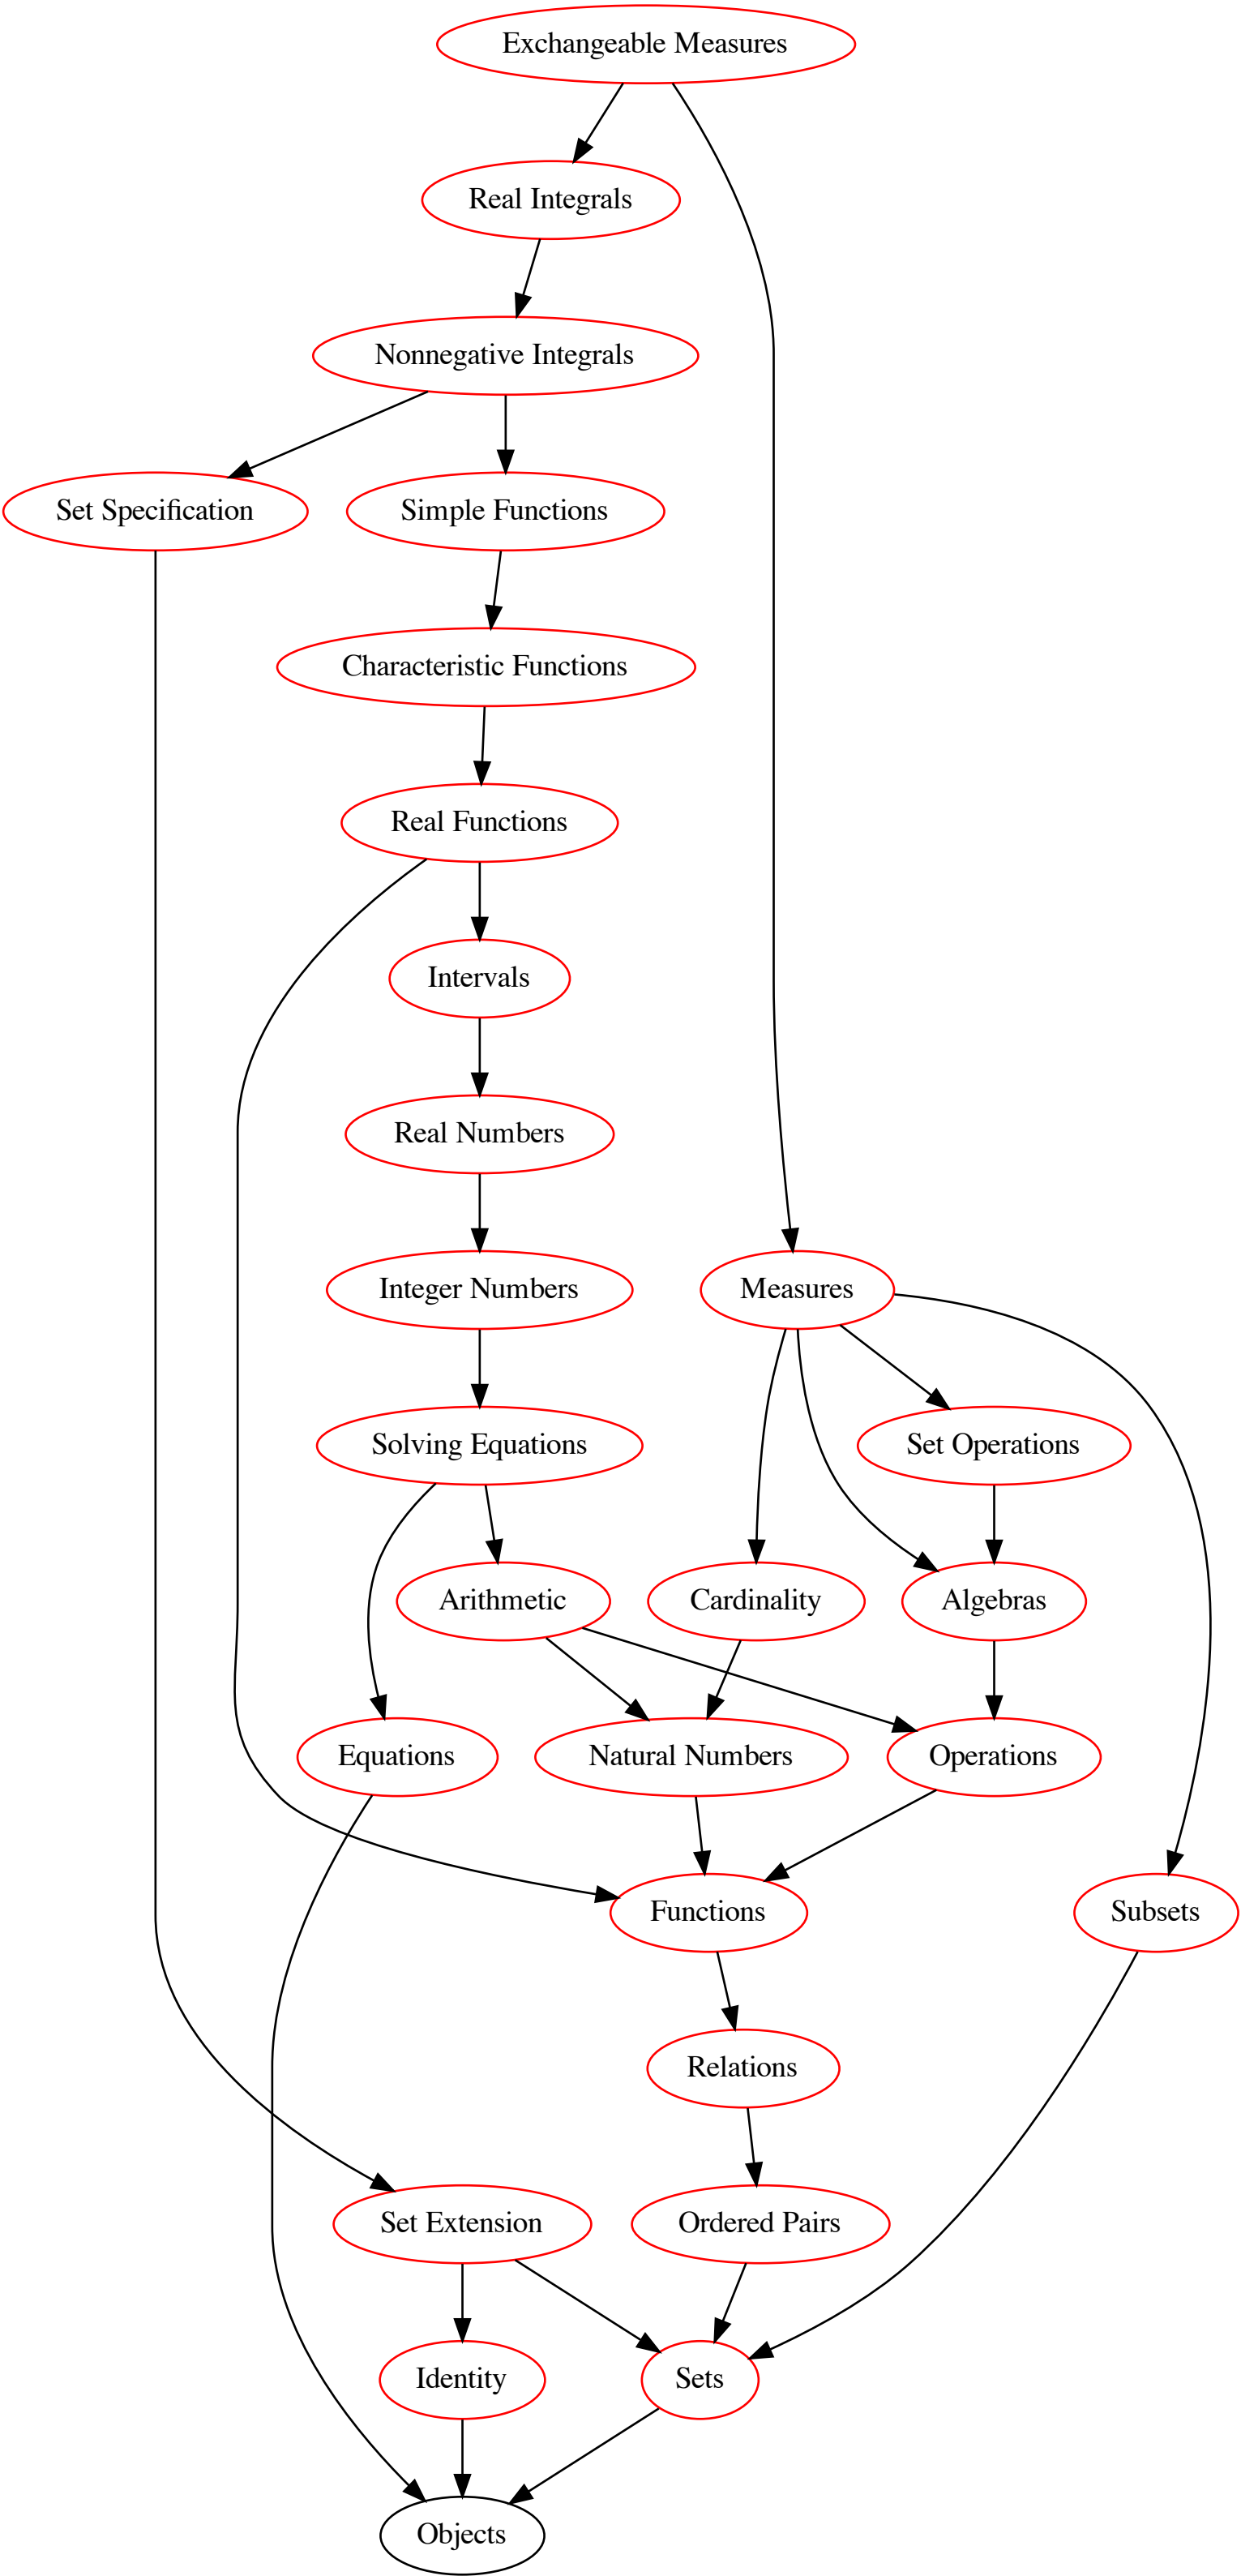 Exchangeable Measures
Real Integrals
Nonnegative Integrals
Set Specification
Simple Functions
Characteristic Functions
Real Functions
Intervals
Real Numbers
Integer Numbers
Measures
Solving Equations
Set Operations
Arithmetic
Cardinality
Algebras
Equations
Natural Numbers
Operations
Functions
Subsets
Relations
Set Extension
Ordered Pairs
Identity
Sets
Objects